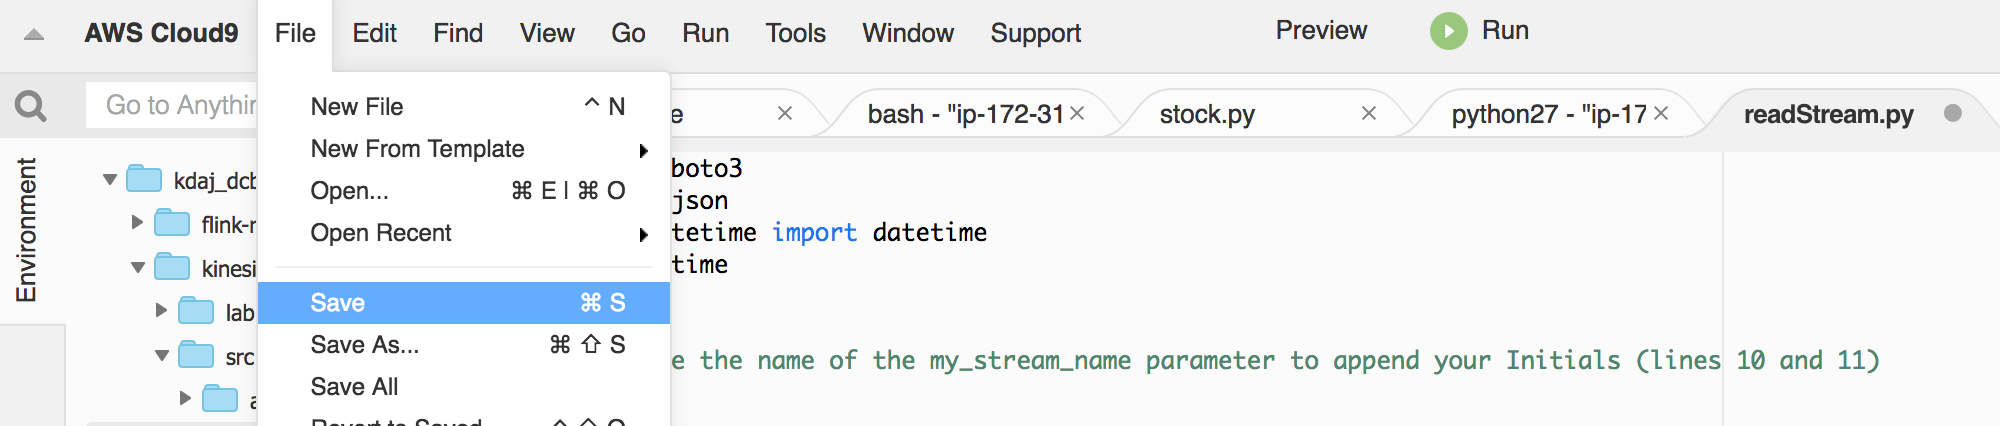 AWS Cloud9 File Edit Find View Go Run Tools Window Support Preview Run
Go to Anythin
bash - "ip-172-31 stock.py python27 - "ip-17 readStream.py
Environment
kdaj_dcb
flink-r
kinesi
lab
src
New File ^ N
New From Template
Open... ⌘ E | ⌘ O
Open Recent
Save ⌘ S
Save As... ⌘ ⇧ S
Save All
Revert to Saved ^ ⇧ Q
boto3
json
tetime import datetime
time
e the name of the my_stream_name parameter to append your Initials (lines 10 and 11)